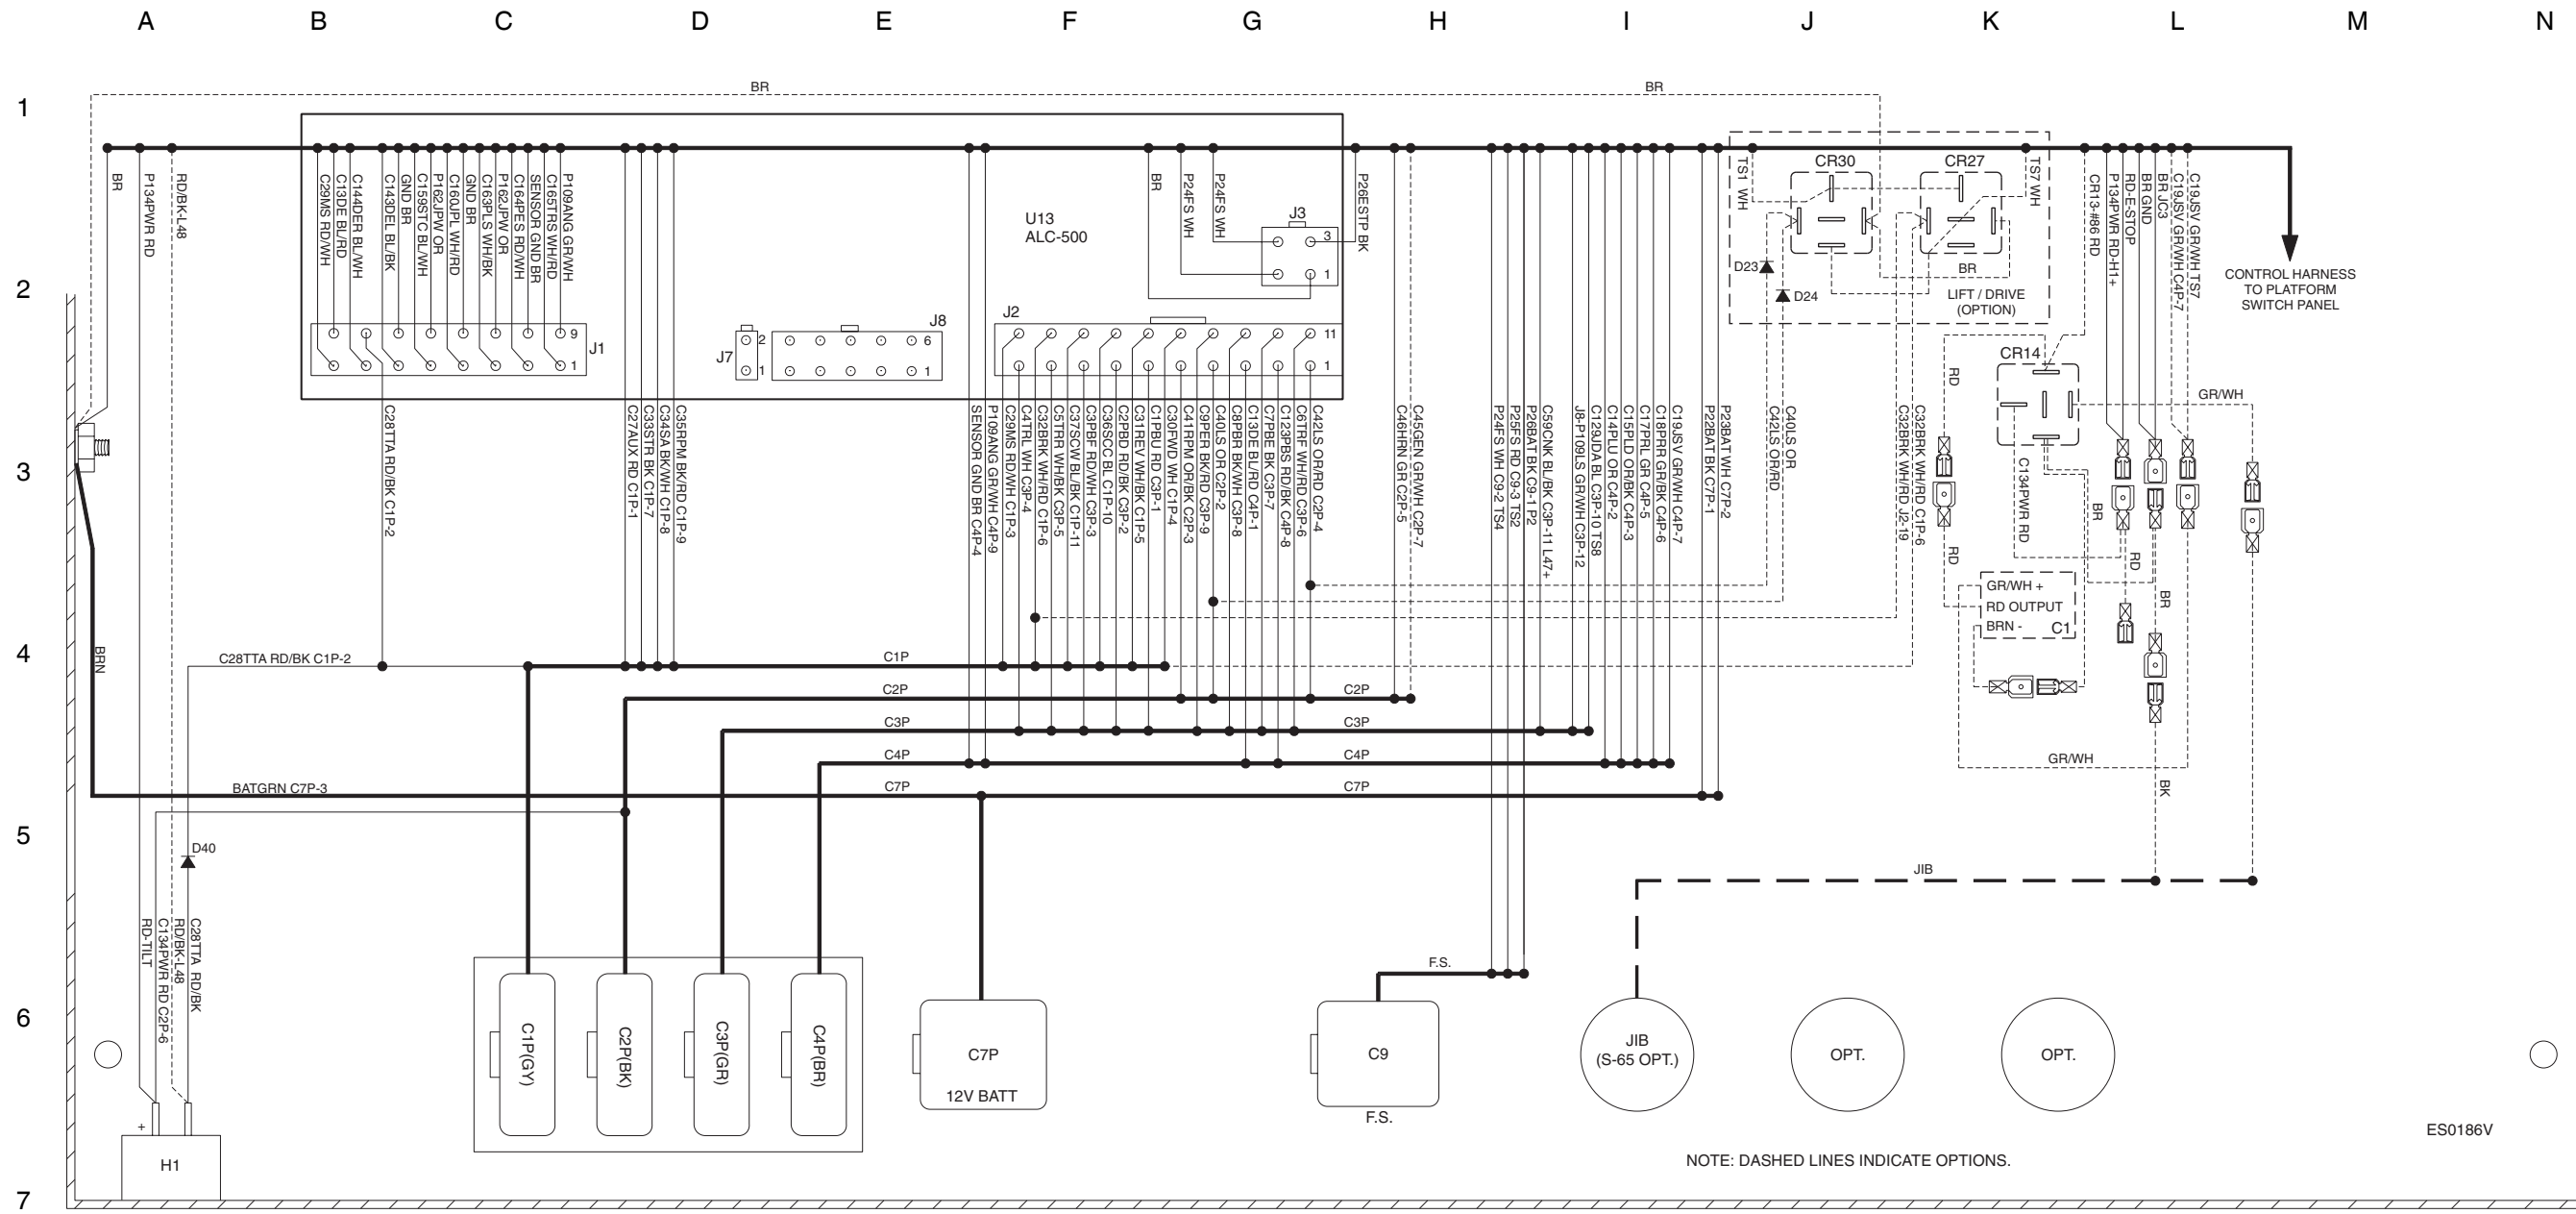 A B C D E F G H I J K L M N
1
2
3
4
5
6
7
BR
BR
BR
P134PWR RD
RD/BK-L48
C29MS RD/WH
C13DE BL/RD
C144DER BL/WH
C143DEL BL/BK
GND BR
C159STC BL/WH
P162JPW OR
C160JPL WH/RD
GND BR
C163PLS WH/BK
P162JPW OR
C164PES RD/WH
SENSOR GND BR
C165TRS WH/RD
P109ANG GR/WH
9
1
J1
J7
2
1
J8
6
1
U13
ALC-500
BR
P24FS WH
P24FS WH
J3
3
1
J2
11
1
P26ESTP BK
TS1 WH
CR30
CR27
TS7 WH
D23
D24
BR
LIFT / DRIVE
(OPTION)
CR13-#86 RD
P134PWR RD-H1+
RD-E-STOP
BR GND
BR JC3
C19JSV GR/WH C4P-7
C19JSV GR/WH TS7
CONTROL HARNESS
TO PLATFORM
SWITCH PANEL
CR14
RD
RD
GR/WH
C134PWR RD
BR
RD
BR
BK
GR/WH +
RD OUTPUT
BRN -
C1
GR/WH
C28TTA RD/BK C1P-2
C27AUX RD C1P-1
C33STR BK C1P-7
C34SA BK/WH C1P-8
C35RPM BK/RD C1P-9
SENSOR GND BR C4P-4
P109ANG GR/WH C4P-9
C29MS RD/WH C1P-3
C4TRL WH C3P-4
C32BRK WH/RD C1P-6
C5TRR WH/BK C3P-5
C37SCW BL/BK C1P-11
C3PBF RD/WH C3P-3
C36SCC BL C1P-10
C2PBD RD/BK C3P-2
C31REV WH/BK C1P-5
C1PBU RD C3P-1
C30FWD WH C1P-4
C41RPM OR/BK C2P-3
C9PER BK/RD C3P-9
C40LS OR C2P-2
C8PBR BK/WH C3P-8
C13DE BL/RD C4P-1
C7PBE BK C3P-7
C123PBS RD/BK C4P-8
C6TRF WH/RD C3P-6
C42LS OR/RD C2P-4
C46HRN GR C2P-5
C45GEN GR/WH C2P-7
P24FS WH C9-2 TS4
P25FS RD C9-3 TS2
P26BAT BK C9-1 P2
C59CNK BL/BK C3P-11 L47+
J8-P109LS GR/WH C3P-12
C129JDA BL C3P-10 TS8
C14PLU OR C4P-2
C15PLD OR/BK C4P-3
C17PRL GR C4P-5
C18PRR GR/BK C4P-6
C19JSV GR/WH C4P-7
P22BAT BK C7P-1
P23BAT WH C7P-2
C42LS OR/RD
C40LS OR
C32BRK WH/RD J2-19
C32BRK WH/RD C1P-6
BRN
C28TTA RD/BK C1P-2
C1P
C2P C2P
C3P C3P
C4P C4P
BATGRN C7P-3
C7P C7P
D40
RD-TILT
C134PWR RD C2P-6
RD/BK-L48
C28TTA RD/BK
JIB
F.S.
C1P(GY)
C2P(BK)
C3P(GR)
C4P(BR)
C7P
12V BATT
C9
F.S.
JIB
(S-65 OPT.)
OPT.
OPT.
+
H1
ES0186V
NOTE: DASHED LINES INDICATE OPTIONS.